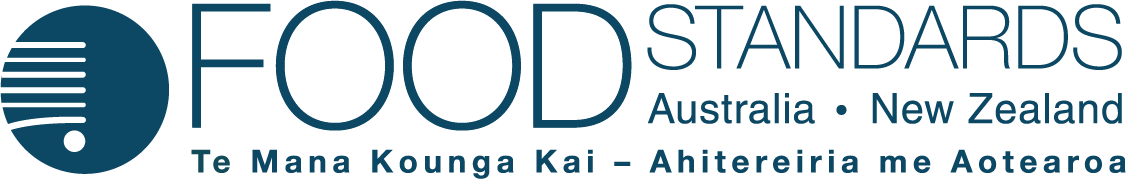 FOOD STANDARDS
Australia • New Zealand
Te Mana Kounga Kai – Ahitereiria me Aotearoa